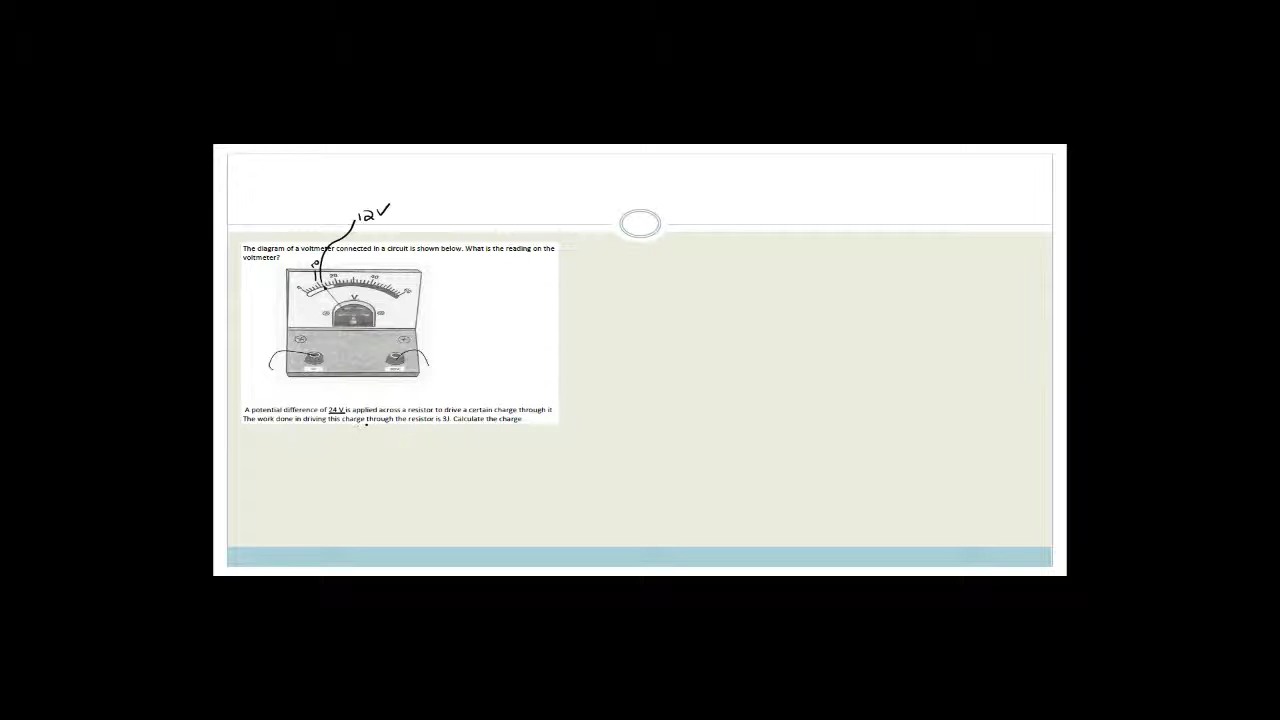 12V
The diagram of a voltmeter connected in a circuit is shown below. What is the reading on the
voltmeter?
10
20
40
V
A potential difference of 24 V is applied across a resistor to drive a certain charge through it
The work done in driving this charge through the resistor is 3J. Calculate the charge